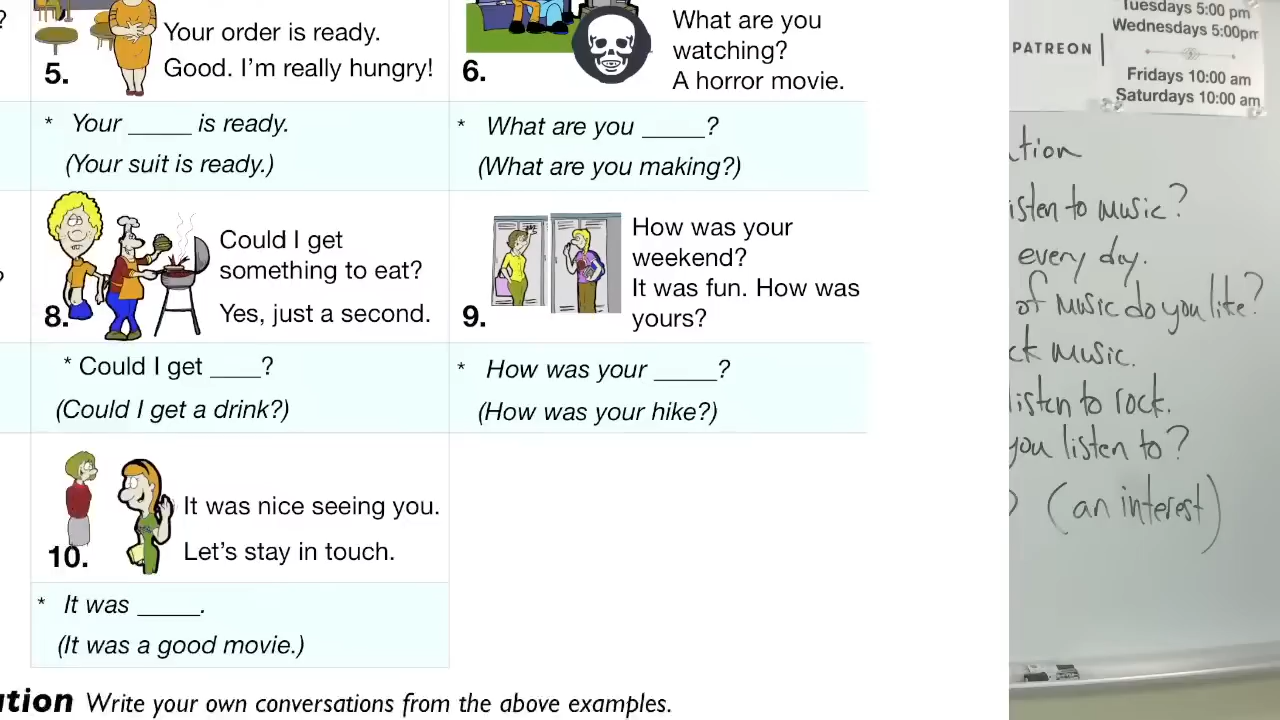 ?
Your order is ready.
Good. I'm really hungry!
5.
* Your _____ is ready.
(Your suit is ready.)
What are you
watching?
A horror movie.
6.
* What are you _____?
(What are you making?)
?
Could I get
something to eat?
Yes, just a second.
8.
* Could I get ____?
(Could I get a drink?)
How was your
weekend?
It was fun. How was
yours?
9.
* How was your _____?
(How was your hike?)
It was nice seeing you.
Let's stay in touch.
10.
* It was _____.
(It was a good movie.)
ation Write your own conversations from the above examples.
Tuesdays 5:00 pm
Wednesdays 5:00pm
PATREON
Fridays 10:00 am
Saturdays 10:00 am
tion
isten to music?
every day.
of music do you like?
ck music.
listen to rock.
you listen to?
) (an interest)